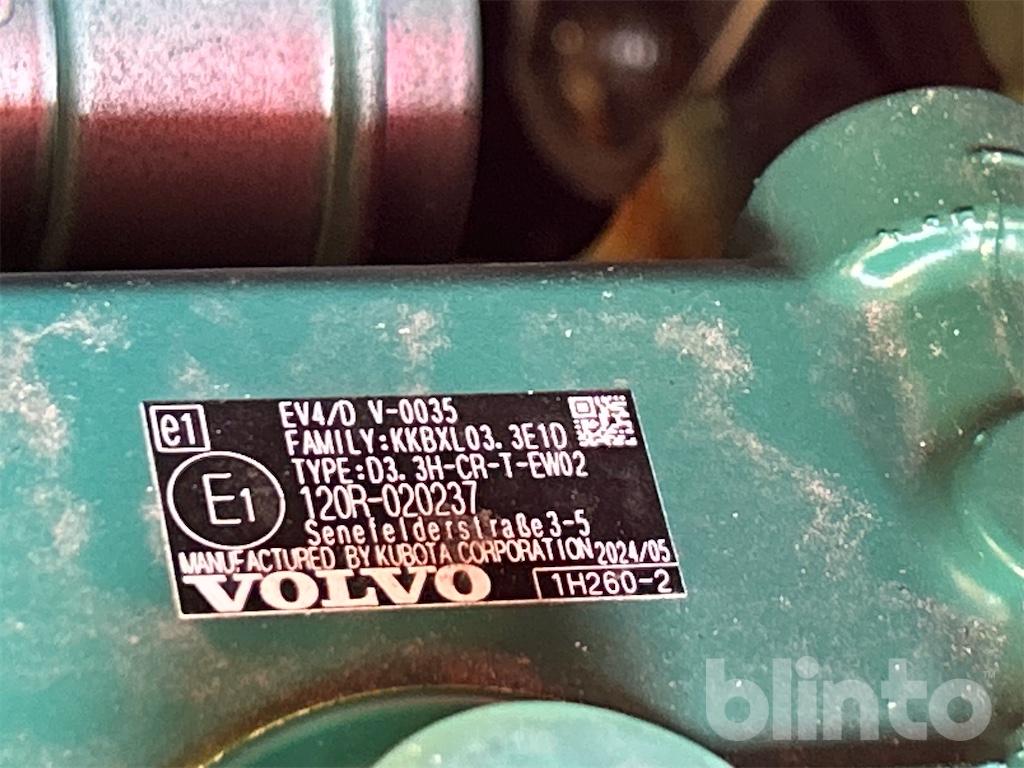 e1
EV4/D V-0035
FAMILY:KKBXL03.3E1D
TYPE:D3.3H-CR-T-EW02
E1
120R-020237
Senefelderstraße3-5
MANUFACTURED BY KUBOTA CORPORATION 2024/05
VOLVO
1H260-2
blinto